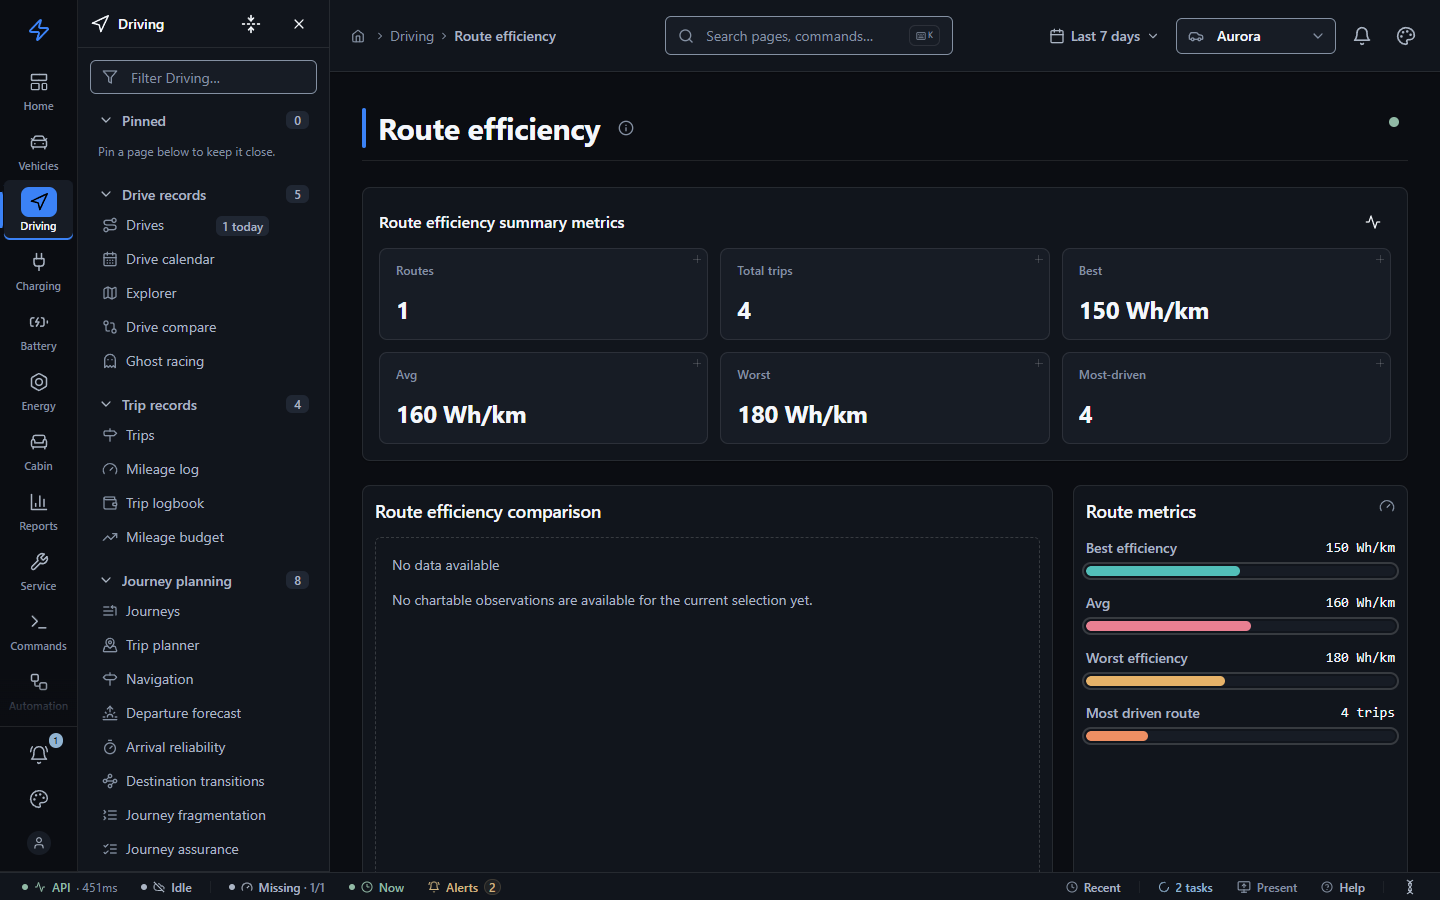 Home
Vehicles
Driving
Charging
Battery
Energy
Cabin
Reports
Service
Commands
Automation
1
Driving
Filter Driving...
Pinned 0
Pin a page below to keep it close.
Drive records 5
Drives 1 today
Drive calendar
Explorer
Drive compare
Ghost racing
Trip records 4
Trips
Mileage log
Trip logbook
Mileage budget
Journey planning 8
Journeys
Trip planner
Navigation
Departure forecast
Arrival reliability
Destination transitions
Journey fragmentation
Journey assurance
Driving Route efficiency
Search pages, commands... K
Last 7 days
Aurora
Route efficiency
Route efficiency summary metrics
Routes
1
Total trips
4
Best
150 Wh/km
Avg
160 Wh/km
Worst
180 Wh/km
Most-driven
4
Route efficiency comparison
No data available
No chartable observations are available for the current selection yet.
Route metrics
Best efficiency 150 Wh/km
Avg 160 Wh/km
Worst efficiency 180 Wh/km
Most driven route 4 trips
API · 451ms Idle Missing · 1/1 Now Alerts 2 Recent 2 tasks Present Help